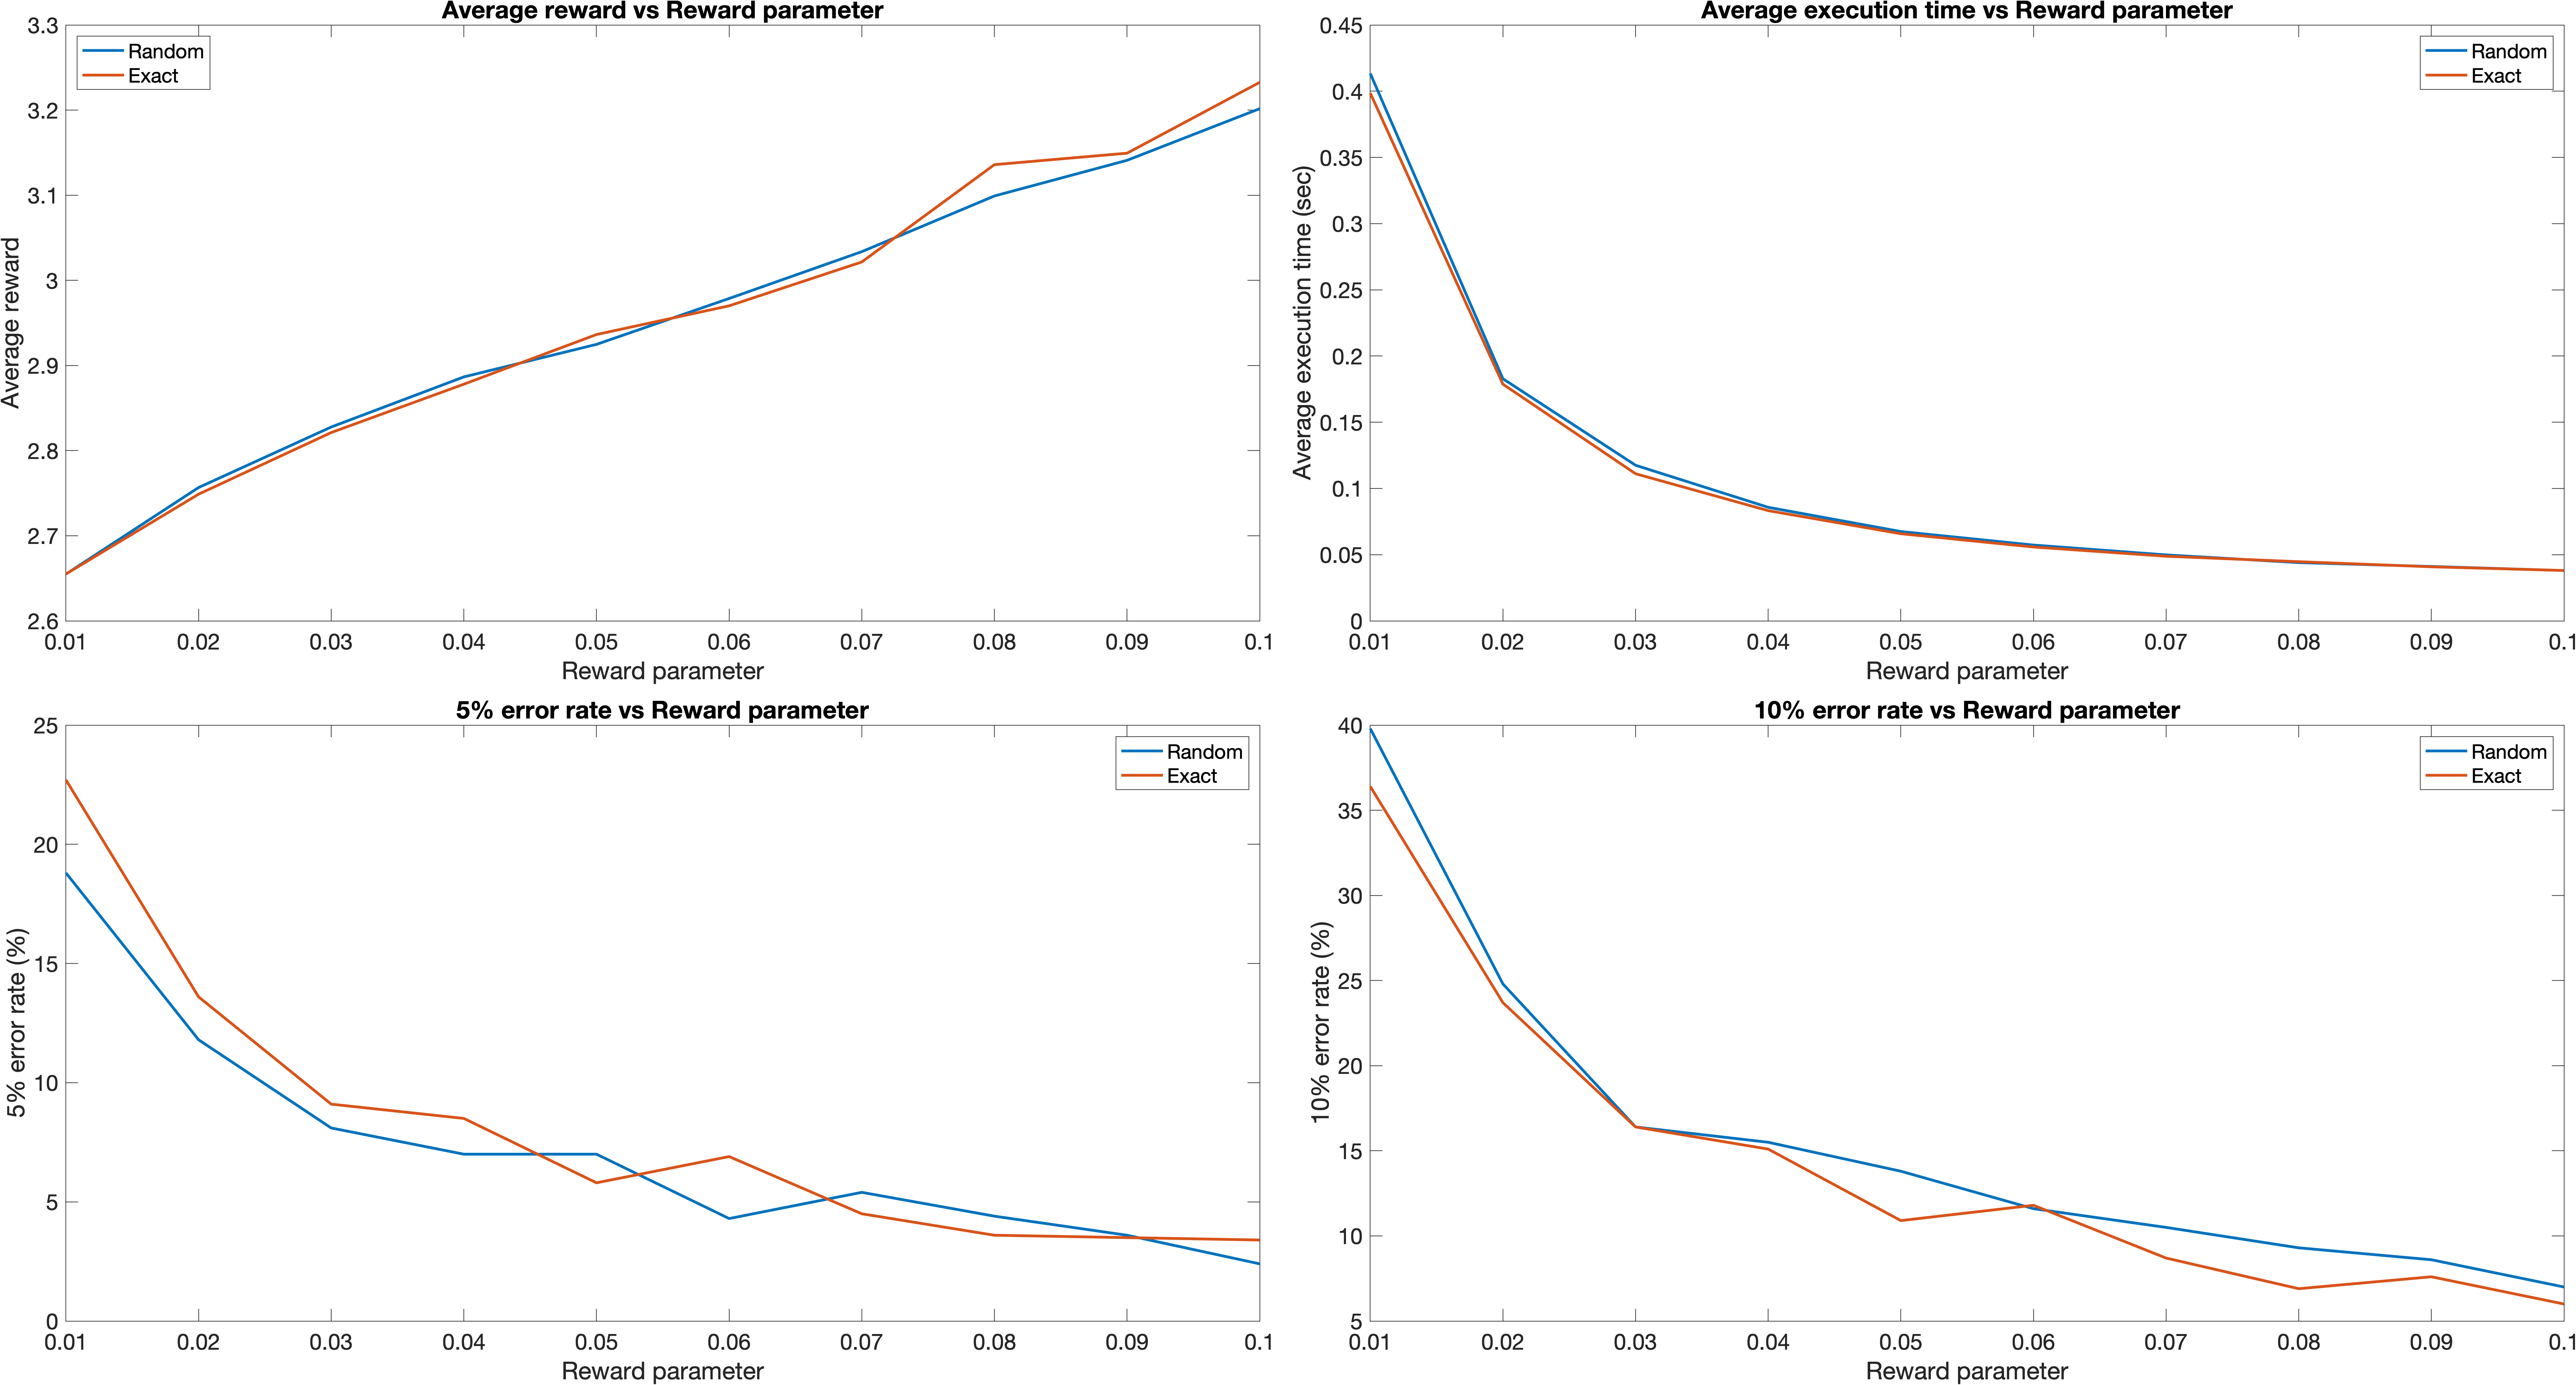 Average reward vs Reward parameter
3.3
3.2
3.1
3
2.9
2.8
2.7
2.6
Average reward
Random
Exact
0.01 0.02 0.03 0.04 0.05 0.06 0.07 0.08 0.09 0.1
Reward parameter
Average execution time vs Reward parameter
0.45
0.4
0.35
0.3
0.25
0.2
0.15
0.1
0.05
0
Average execution time (sec)
Random
Exact
0.01 0.02 0.03 0.04 0.05 0.06 0.07 0.08 0.09 0.1
Reward parameter
5% error rate vs Reward parameter
25
20
15
10
5
0
5% error rate (%)
Random
Exact
0.01 0.02 0.03 0.04 0.05 0.06 0.07 0.08 0.09 0.1
Reward parameter
10% error rate vs Reward parameter
40
35
30
25
20
15
10
5
10% error rate (%)
Random
Exact
0.01 0.02 0.03 0.04 0.05 0.06 0.07 0.08 0.09 0.1
Reward parameter